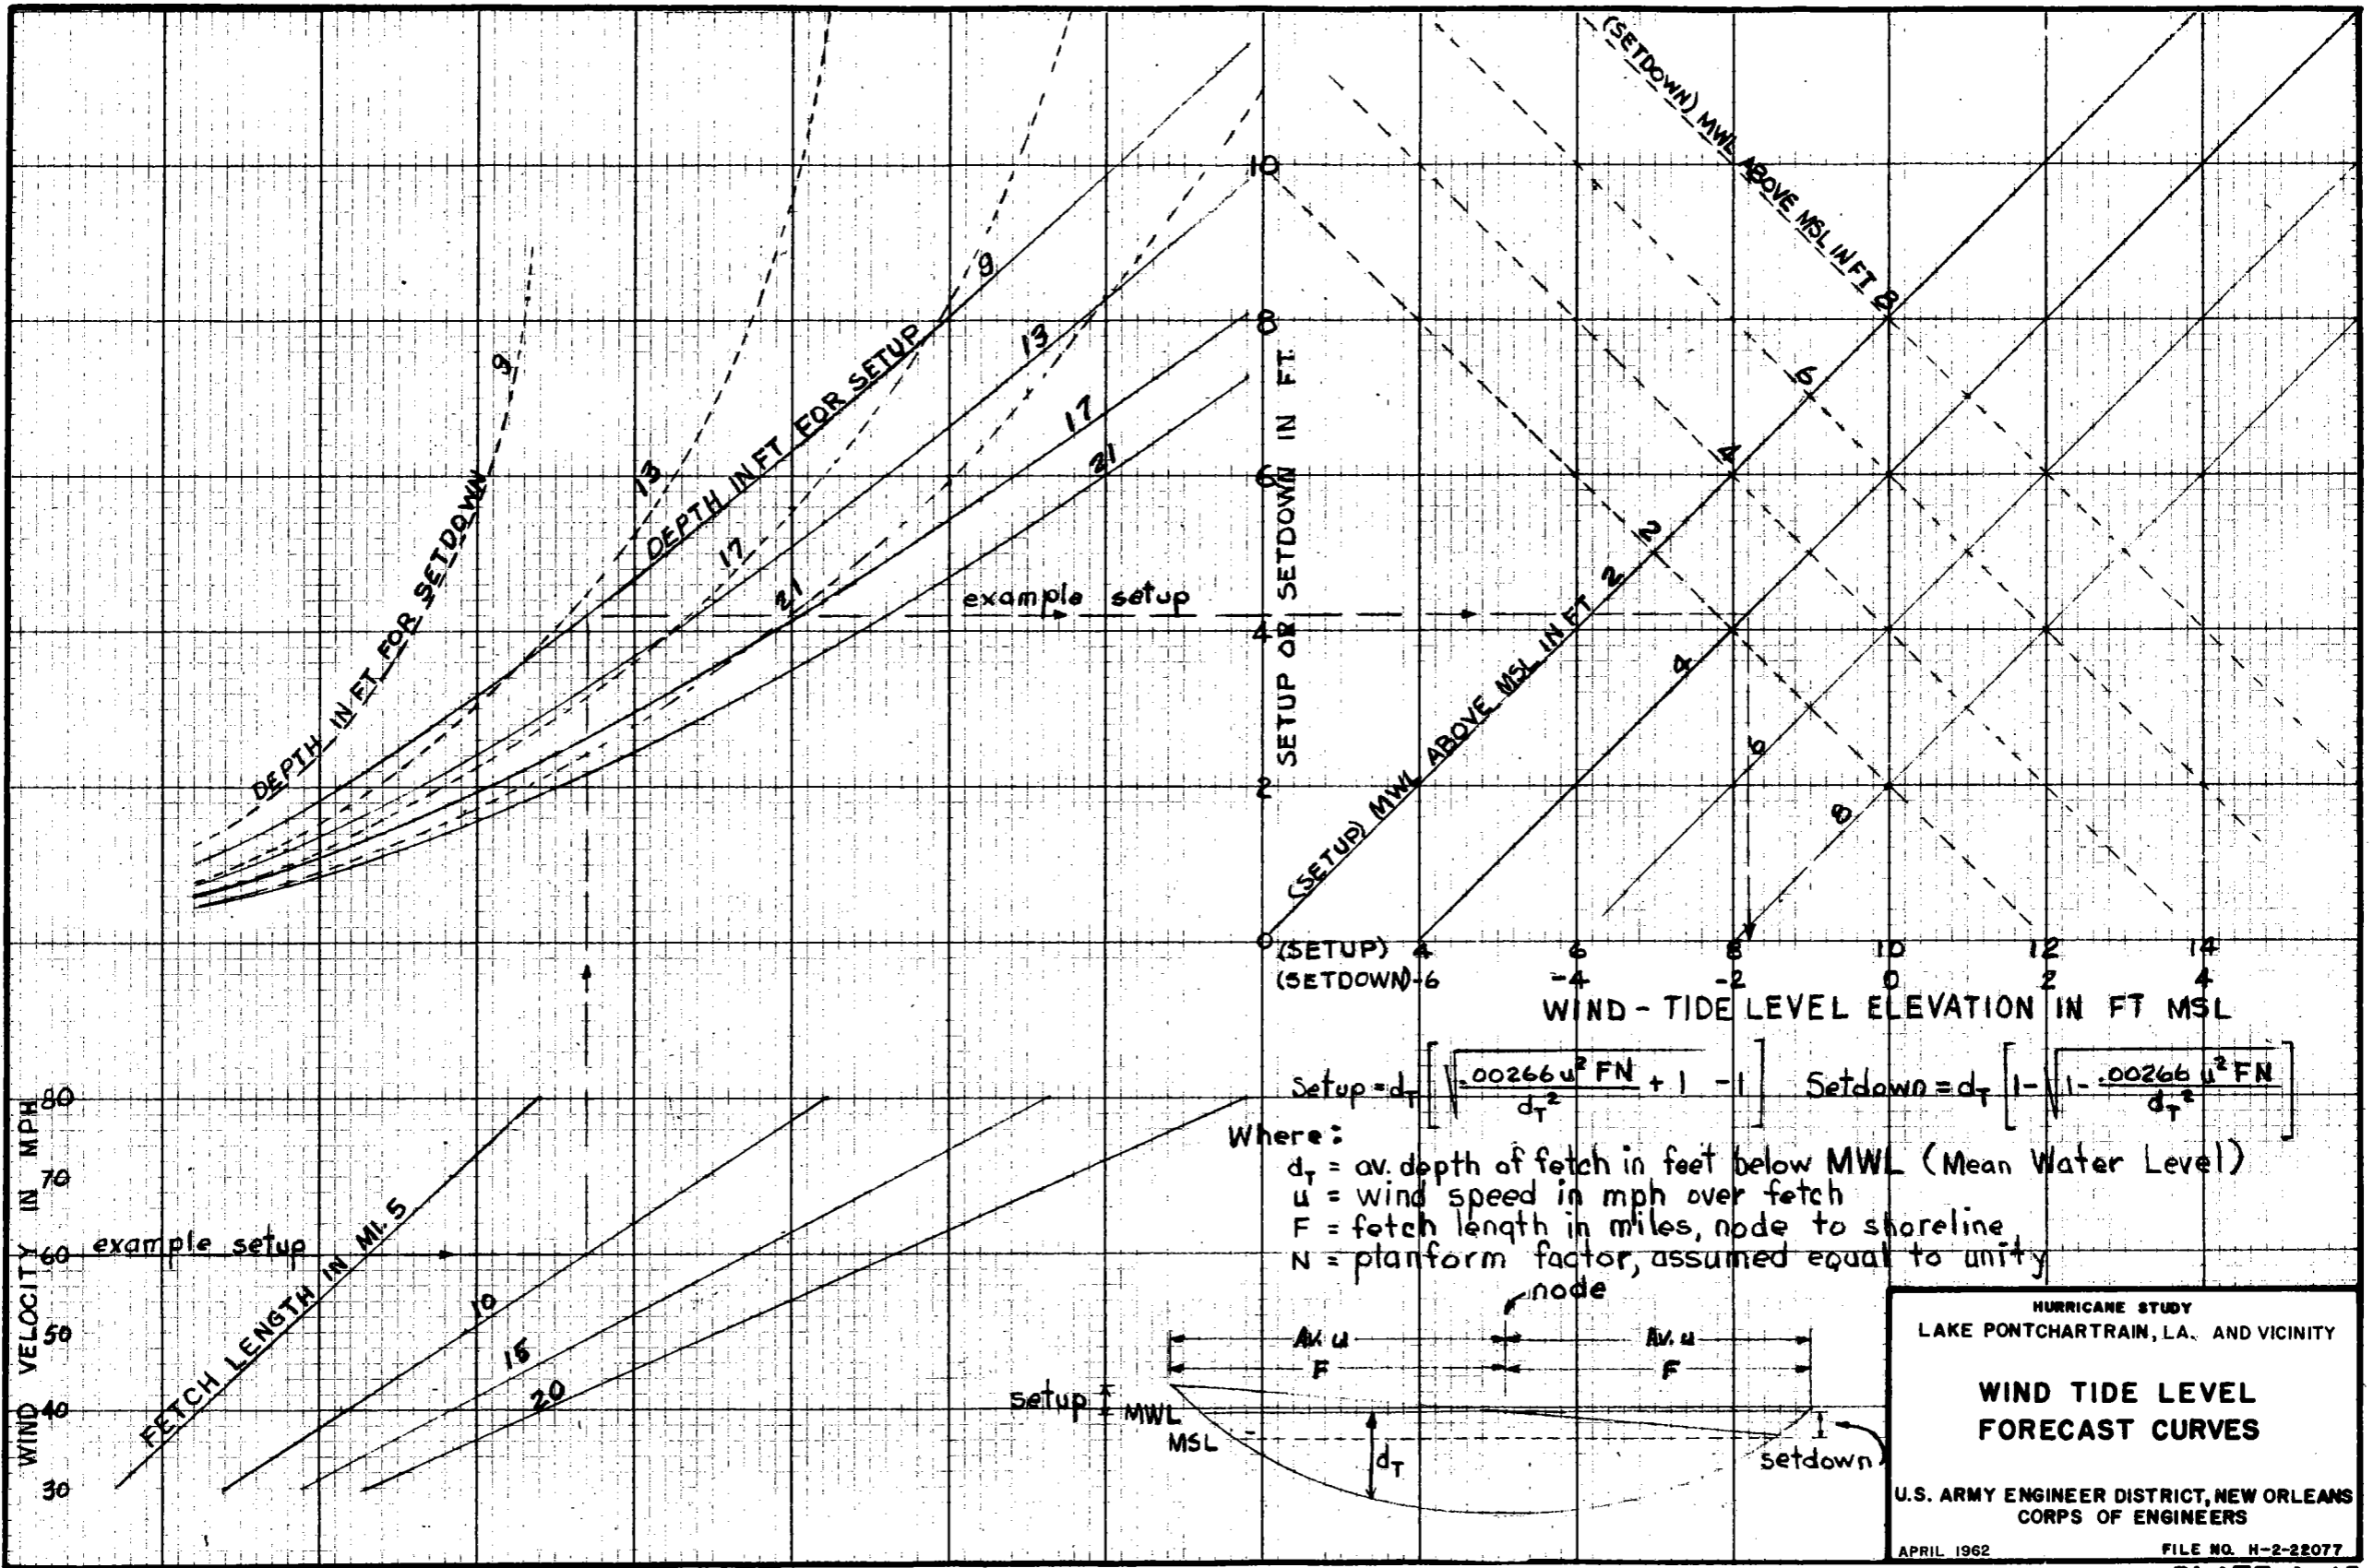 (SETDOWN) MWL ABOVE MSL IN FT 8
6
4
2
DEPTH IN FT FOR SETDOWN 9
13
17
21
DEPTH IN FT FOR SETUP 9
13
17
21
10
8
6
4
2
0
SETUP OR SETDOWN IN FT.
example setup
(SETUP) MWL ABOVE MSL IN FT 2
4
6
8
(SETUP) 4 6 8 10 12 14
(SETDOWN)-6 -4 -2 0 2 4
WIND - TIDE LEVEL ELEVATION IN FT MSL
WIND VELOCITY IN MPH
80
70
60
50
40
30
example setup
FETCH LENGTH IN MI. 5
10
15
20
Setup = dT [ √(.00266 u² FN / dT² + 1) - 1 ] Setdown = dT [ 1 - √(1 - .00266 u² FN / dT²) ]
Where:
dT = av. depth of fetch in feet below MWL (Mean Water Level)
u = wind speed in mph over fetch
F = fetch length in miles, node to shoreline
N = planform factor, assumed equal to unity
node
Av. u Av. u
F F
setup MWL
MSL
dT
setdown
HURRICANE STUDY
LAKE PONTCHARTRAIN, LA. AND VICINITY
WIND TIDE LEVEL
FORECAST CURVES
U.S. ARMY ENGINEER DISTRICT, NEW ORLEANS
CORPS OF ENGINEERS
APRIL 1962 FILE NO. H-2-22077